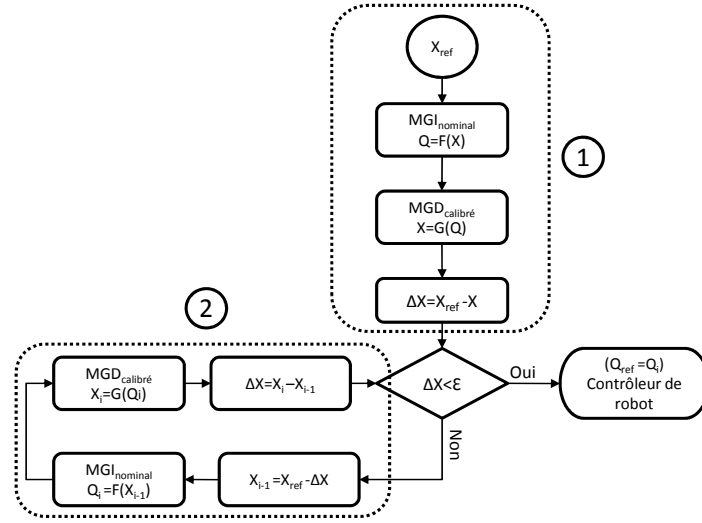 X_ref
MGI_nominal
Q=F(X)
1
MGD_calibré
X=G(Q)
ΔX=X_ref -X
2
MGD_calibré
X_i=G(Q_i)
ΔX=X_i–X_i-1
ΔX<Ɛ
Oui
(Q_ref =Q_i)
Contrôleur de
robot
Non
MGI_nominal
Q_i=F(X_i-1)
X_i-1=X_ref -ΔX